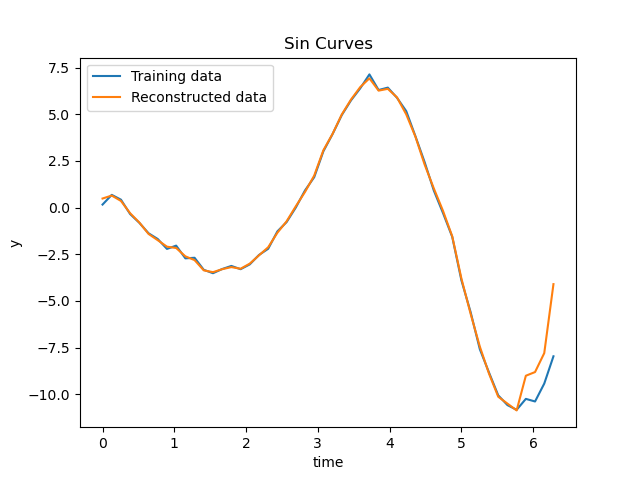 Sin Curves
Training data
Reconstructed data
7.5
5.0
2.5
0.0
−2.5
−5.0
−7.5
−10.0
y
0 1 2 3 4 5 6
time